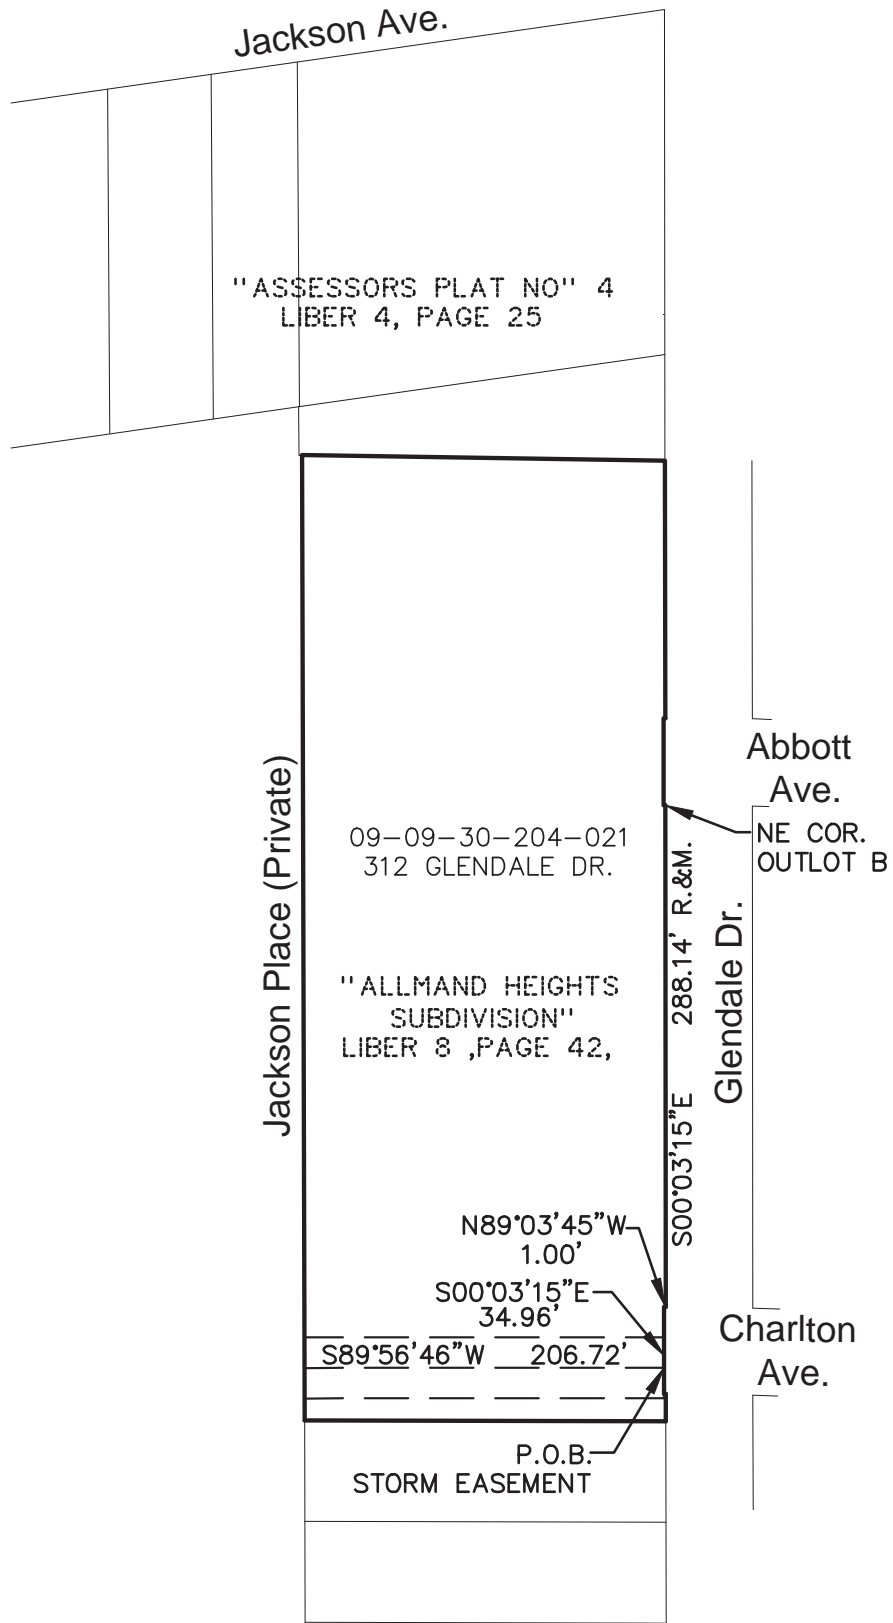 Jackson Ave.
"ASSESSORS PLAT NO" 4
LIBER 4, PAGE 25
Abbott
Ave.
NE COR.
OUTLOT B
Jackson Place (Private)
09-09-30-204-021
312 GLENDALE DR.
S00°03'15"E 288.14' R.&M.
Glendale Dr.
"ALLMAND HEIGHTS
SUBDIVISION"
LIBER 8 ,PAGE 42,
N89°03'45"W
1.00'
S00°03'15"E
34.96'
Charlton
Ave.
S89°56'46"W 206.72'
P.O.B.
STORM EASEMENT